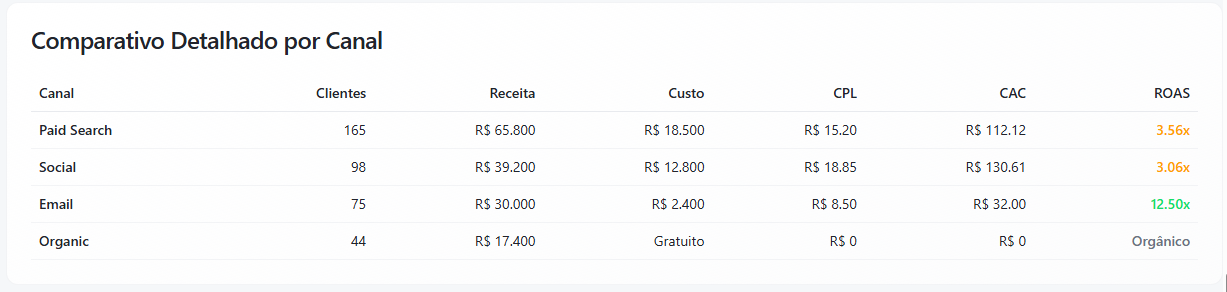 Comparativo Detalhado por Canal
Canal Clientes Receita Custo CPL CAC ROAS
Paid Search 165 R$ 65.800 R$ 18.500 R$ 15.20 R$ 112.12 3.56x
Social 98 R$ 39.200 R$ 12.800 R$ 18.85 R$ 130.61 3.06x
Email 75 R$ 30.000 R$ 2.400 R$ 8.50 R$ 32.00 12.50x
Organic 44 R$ 17.400 Gratuito R$ 0 R$ 0 Orgânico